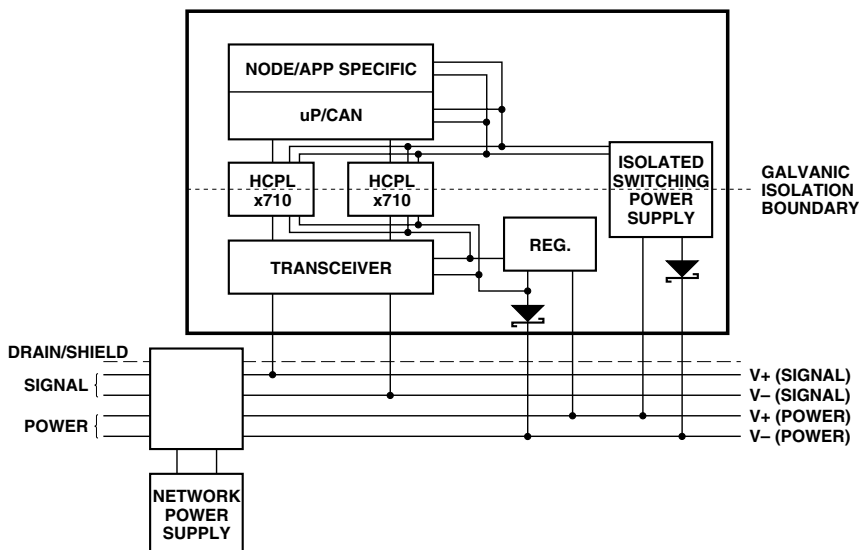 NODE/APP SPECIFIC
uP/CAN
HCPL
x710
HCPL
x710
ISOLATED
SWITCHING
POWER
SUPPLY
GALVANIC
ISOLATION
BOUNDARY
TRANSCEIVER
REG.
DRAIN/SHIELD
SIGNAL
POWER
V+ (SIGNAL)
V– (SIGNAL)
V+ (POWER)
V– (POWER)
NETWORK
POWER
SUPPLY